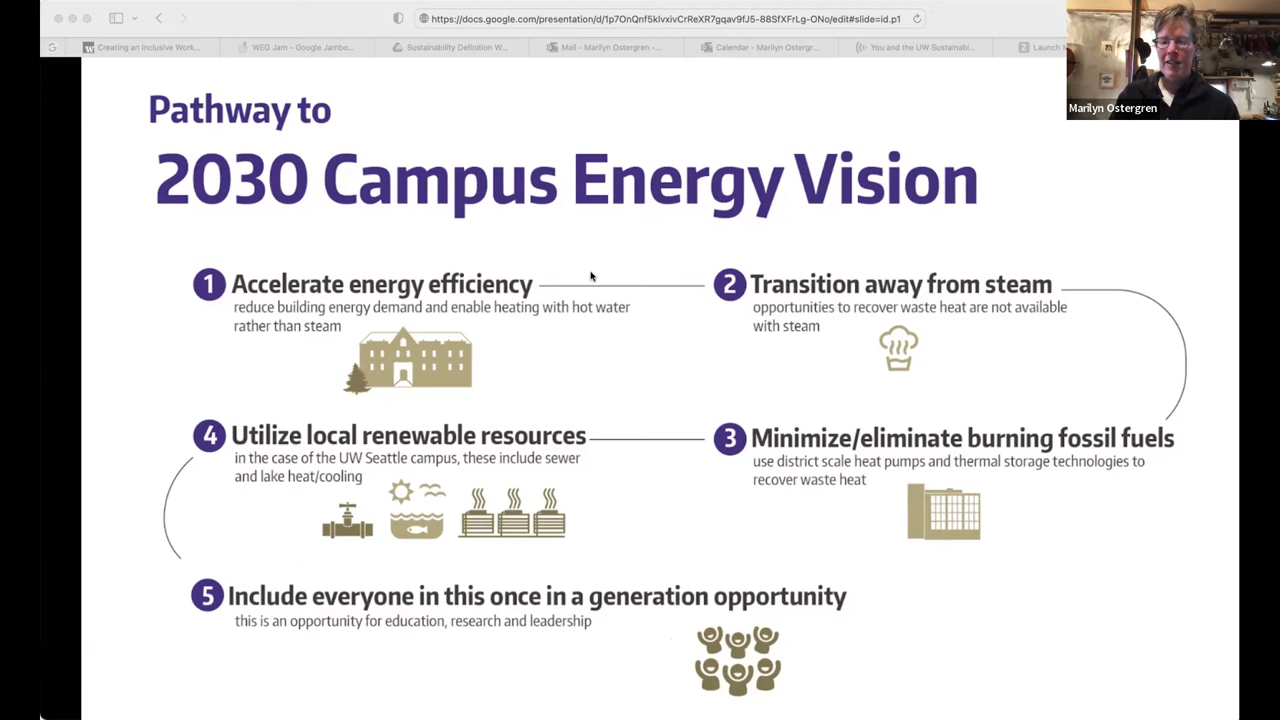 https://docs.google.com/presentation/d/1p7OnQnf5klvxivCrReXR7gqav9fJ5-88SfXFrLg-ONo/edit#slide=id.p1
G
Creating an Inclusive Work...
WEG Jam - Google Jambo...
Sustainability Definition W...
Mail - Marilyn Ostergren -...
Calendar - Marilyn Ostergr...
You and the UW Sustainabl...
Launch
Marilyn Ostergren
Pathway to
2030 Campus Energy Vision
1 Accelerate energy efficiency
reduce building energy demand and enable heating with hot water
rather than steam
2 Transition away from steam
opportunities to recover waste heat are not available
with steam
3 Minimize/eliminate burning fossil fuels
use district scale heat pumps and thermal storage technologies to
recover waste heat
4 Utilize local renewable resources
in the case of the UW Seattle campus, these include sewer
and lake heat/cooling
5 Include everyone in this once in a generation opportunity
this is an opportunity for education, research and leadership